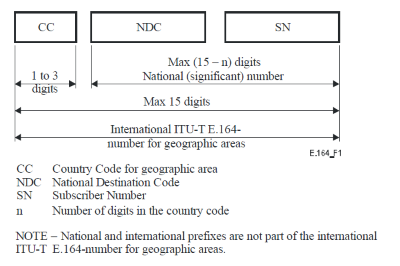 CC NDC SN
Max (15 – n) digits
1 to 3 National (significant) number
digits
Max 15 digits
International ITU-T E.164-
number for geographic areas
E.164_F1
CC Country Code for geographic area
NDC National Destination Code
SN Subscriber Number
n Number of digits in the country code
NOTE – National and international prefixes are not part of the international
ITU-T E.164-number for geographic areas.